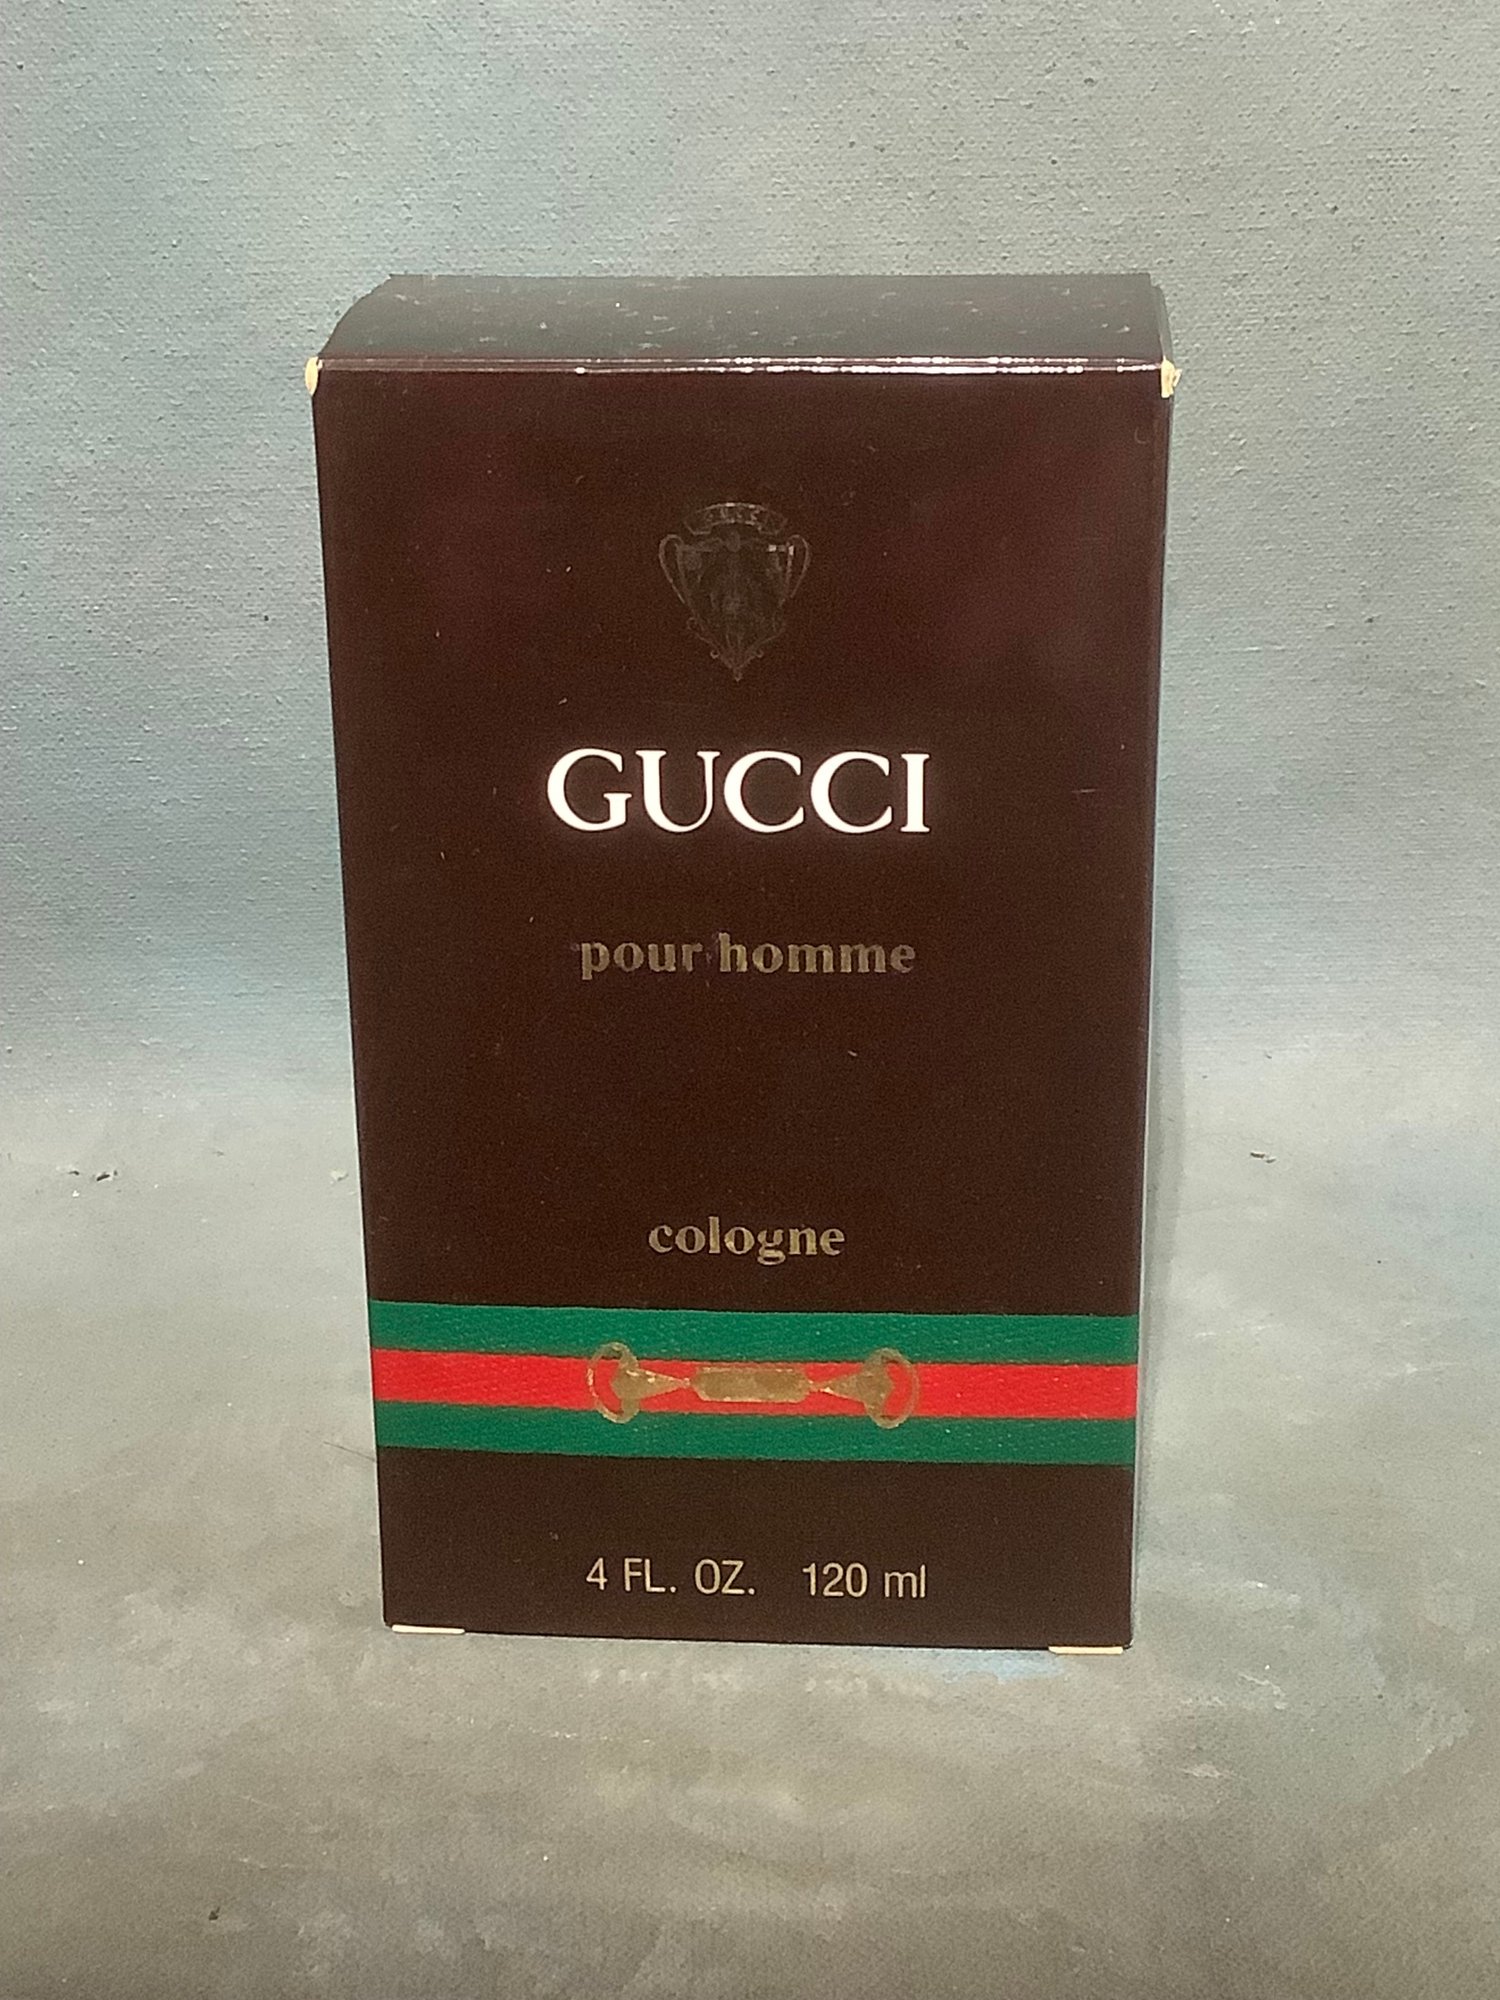 GUCCI
pour homme
cologne
4 FL. OZ. 120 ml